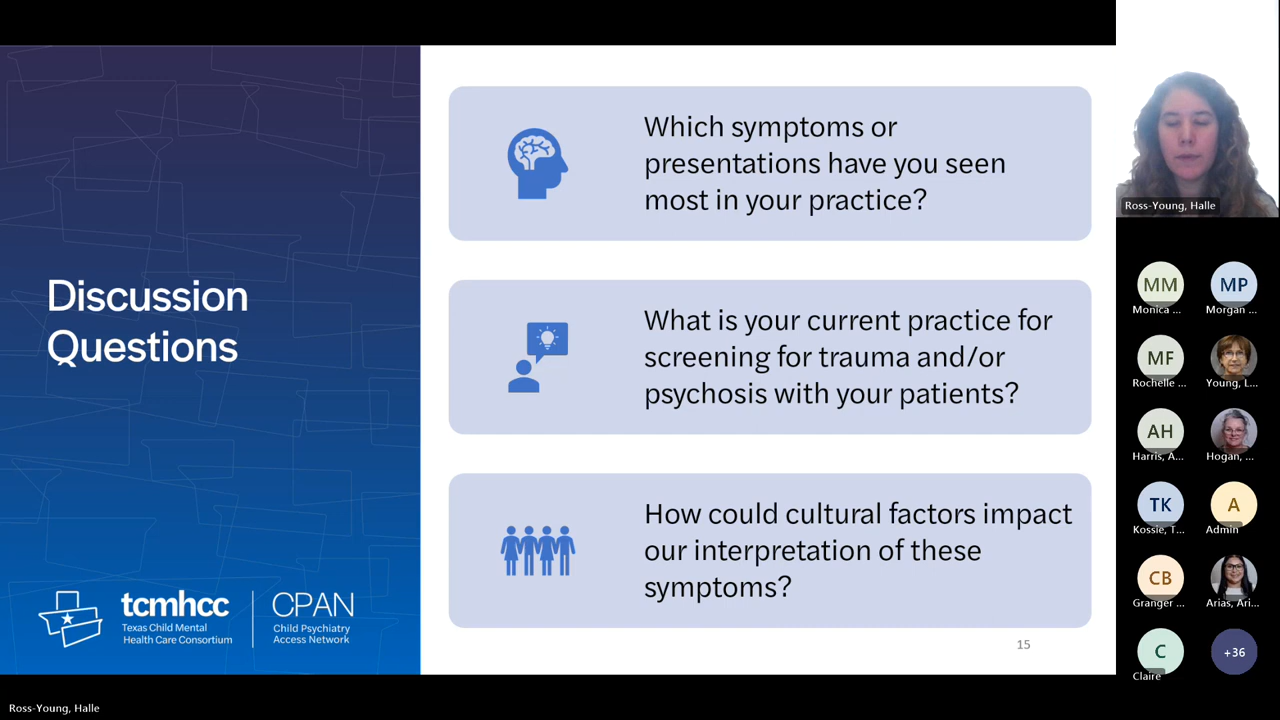 Discussion
Questions
tcmhcc
Texas Child Mental
Health Care Consortium
CPAN
Child Psychiatry
Access Network
Which symptoms or
presentations have you seen
most in your practice?
What is your current practice for
screening for trauma and/or
psychosis with your patients?
How could cultural factors impact
our interpretation of these
symptoms?
15
Ross-Young, Halle
MM
Monica ...
MP
Morgan ...
MF
Rochelle ...
Young, L...
AH
Harris, A...
Hogan, ...
TK
Kossie, T...
A
Admin
CB
Granger ...
Arias, Ari...
C
Claire
+36
Ross-Young, Halle